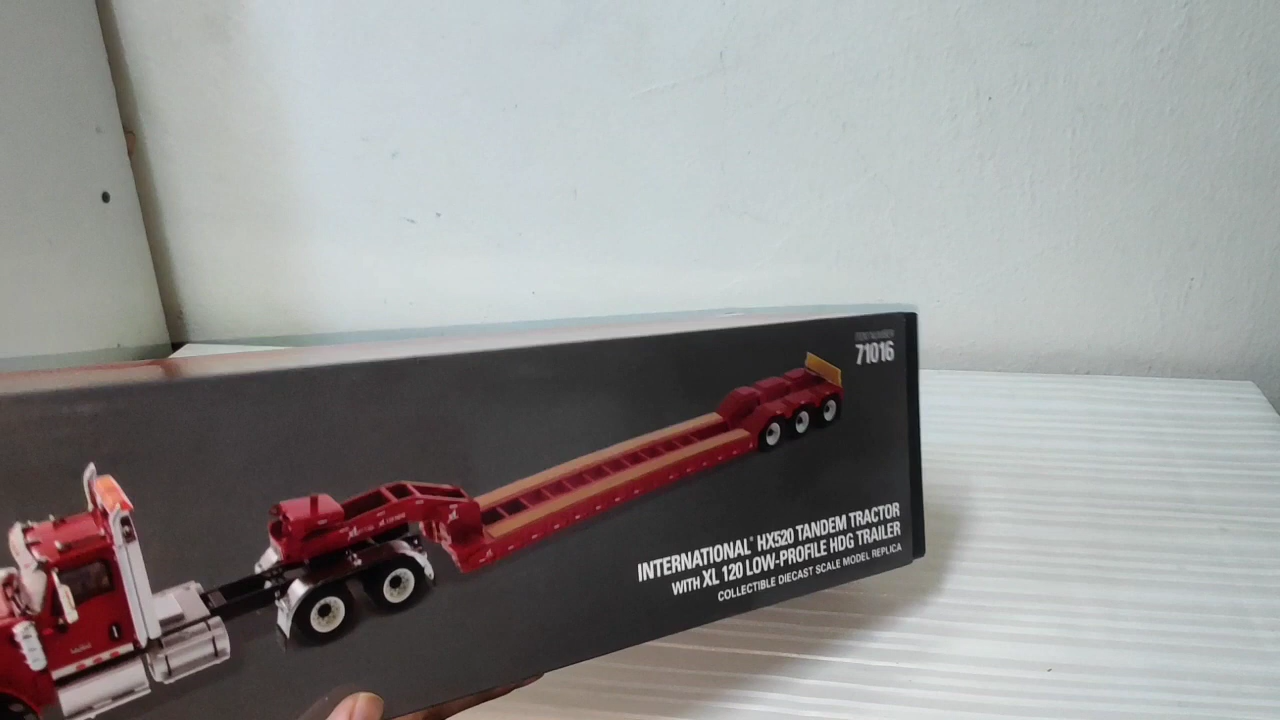 71016
INTERNATIONAL® HX520 TANDEM TRACTOR
WITH XL 120 LOW-PROFILE HDG TRAILER
COLLECTIBLE DIECAST SCALE MODEL REPLICA